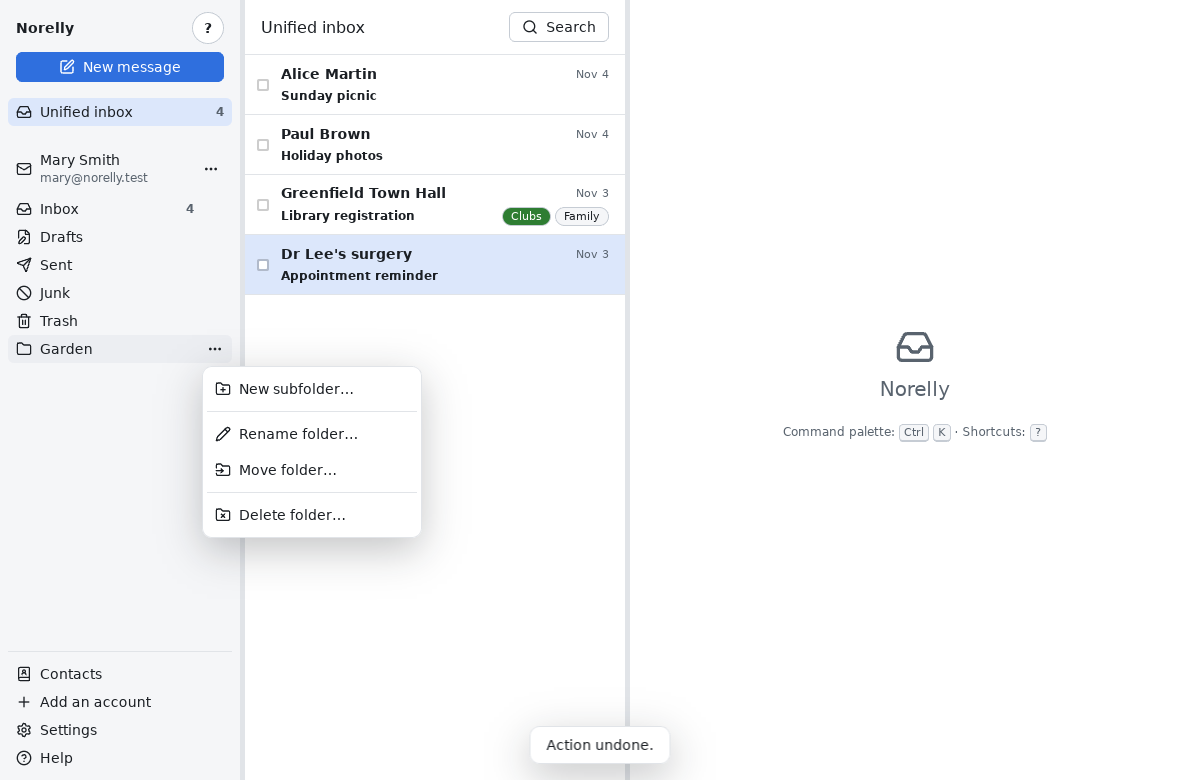 Norelly
?
New message
Unified inbox 4
Mary Smith
mary@norelly.test
Inbox 4
Drafts
Sent
Junk
Trash
Garden
New subfolder…
Rename folder…
Move folder…
Delete folder…
Contacts
Add an account
Settings
Help
Unified inbox
Search
Alice Martin Nov 4
Sunday picnic
Paul Brown Nov 4
Holiday photos
Greenfield Town Hall Nov 3
Library registration Clubs Family
Dr Lee's surgery Nov 3
Appointment reminder
Norelly
Command palette: Ctrl K · Shortcuts: ?
Action undone.